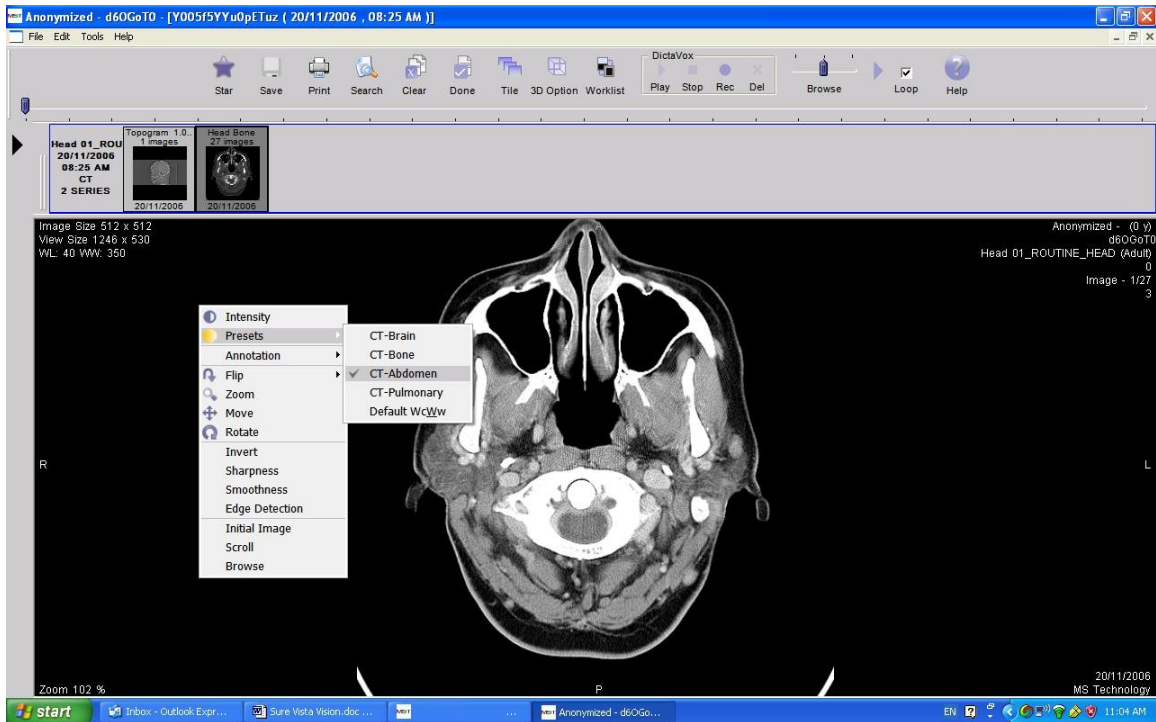 MIST Anonymized - d6OGoT0 - [Y005f5YYu0pETuz ( 20/11/2006 , 08:25 AM )]
File Edit Tools Help
DictaVox
Star Save Print Search Clear Done Tile 3D Option Worklist Play Stop Rec Del Browse Loop Help
Head 01_ROU
20/11/2006
08:25 AM
CT
2 SERIES
Topogram 1.0..
1 images
20/11/2006
Head Bone
27 images
20/11/2006
Image Size 512 x 512
View Size 1246 x 530
WL: 40 WW: 350
Anonymized - (0 y)
d6OGoT0
Head 01_ROUTINE_HEAD (Adult)
0
Image - 1/27
3
Intensity
Presets
Annotation
Flip
Zoom
Move
Rotate
Invert
Sharpness
Smoothness
Edge Detection
Initial Image
Scroll
Browse
CT-Brain
CT-Bone
CT-Abdomen
CT-Pulmonary
Default WcWw
R
L
Zoom 102 %
P
20/11/2006
MS Technology
start Inbox - Outlook Expr... Sure Vista Vision.doc ... ... Anonymized - d6OGo... EN 11:04 AM